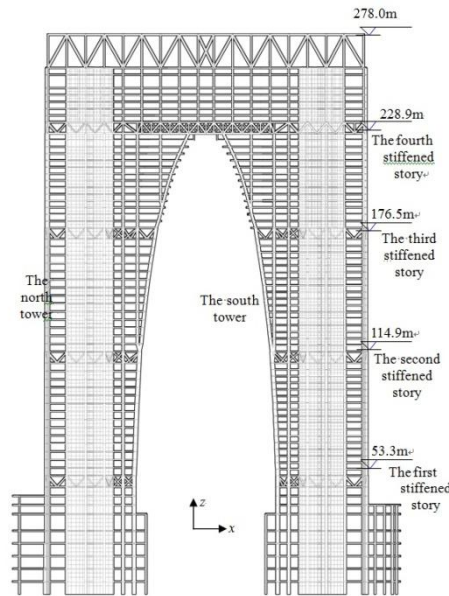 278.0m
228.9m
The fourth
stiffened
story
176.5m
The third
stiffened
story
The
north
tower
The south
tower
114.9m
The second
stiffened
story
53.3m
The first
stiffened
story
z
x